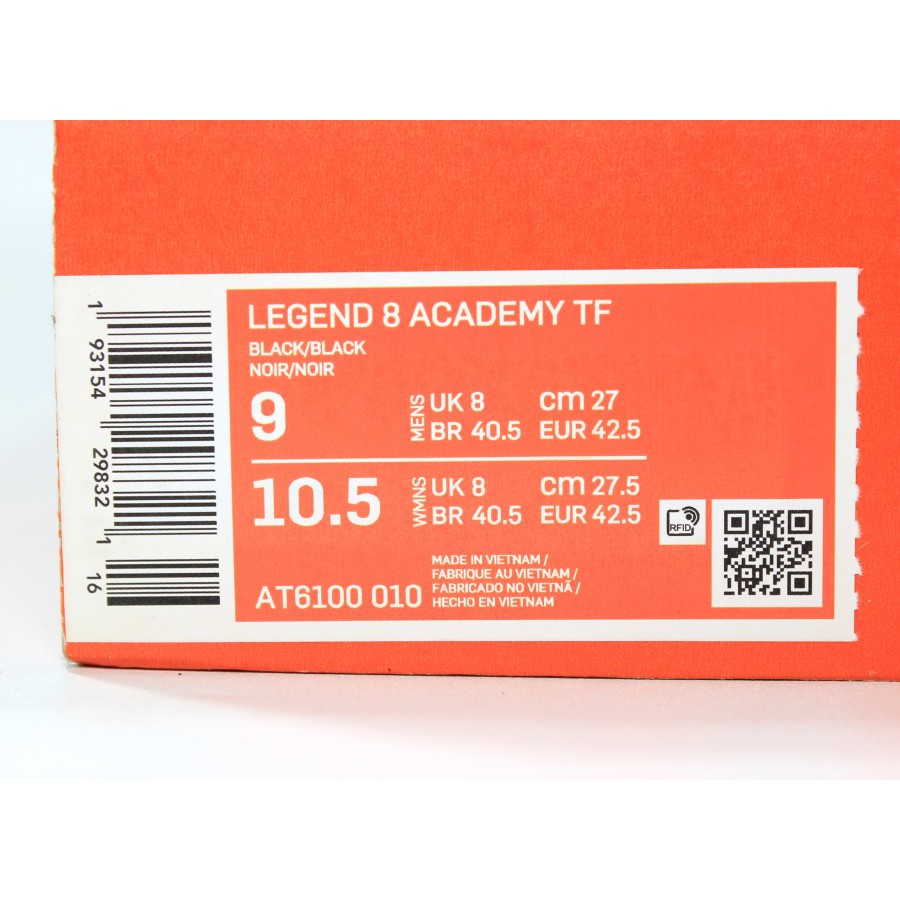 LEGEND 8 ACADEMY TF
BLACK/BLACK
NOIR/NOIR
9 MENS UK 8 cm 27
BR 40.5 EUR 42.5
10.5 WMNS UK 8 cm 27.5
BR 40.5 EUR 42.5
RFID
AT6100 010
MADE IN VIETNAM /
FABRIQUE AU VIETNAM /
FABRICADO NO VIETNÃ /
HECHO EN VIETNAM
1 93154 29832 1 16